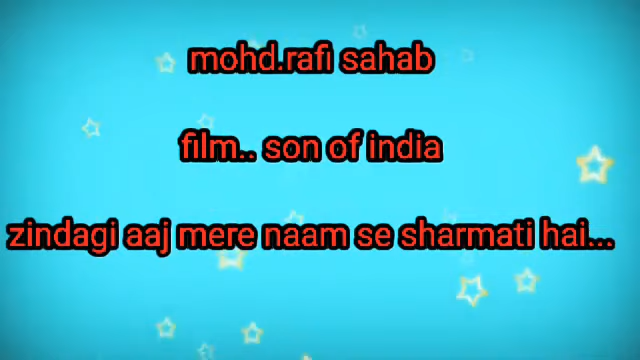 mohd.rafi sahab
film.. son of india
zindagi aaj mere naam se sharmati hai...